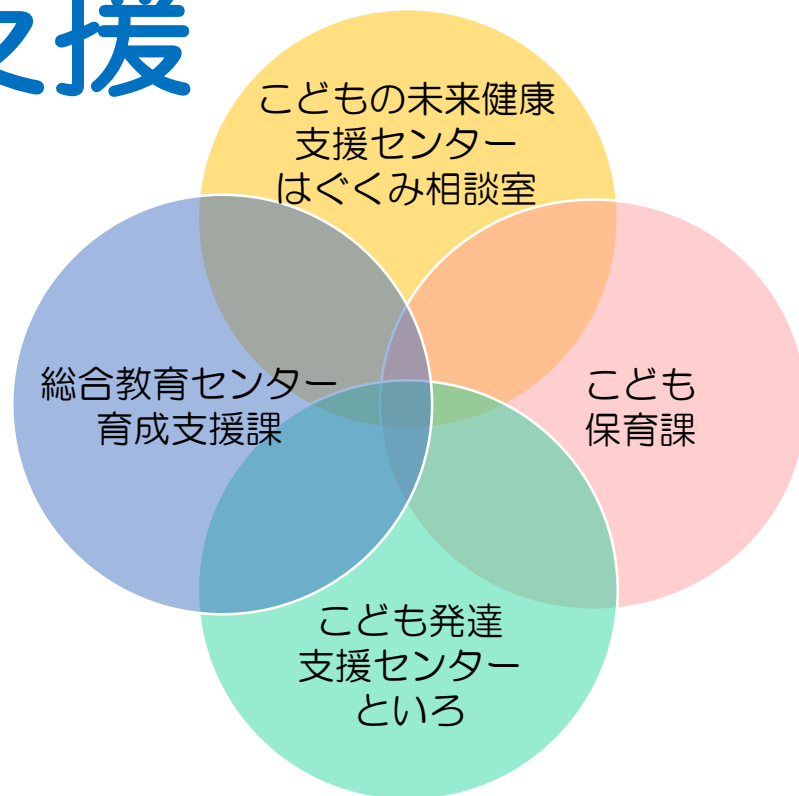 支援
こどもの未来健康
支援センター
はぐくみ相談室
総合教育センター
育成支援課
こども
保育課
こども発達
支援センター
といろ